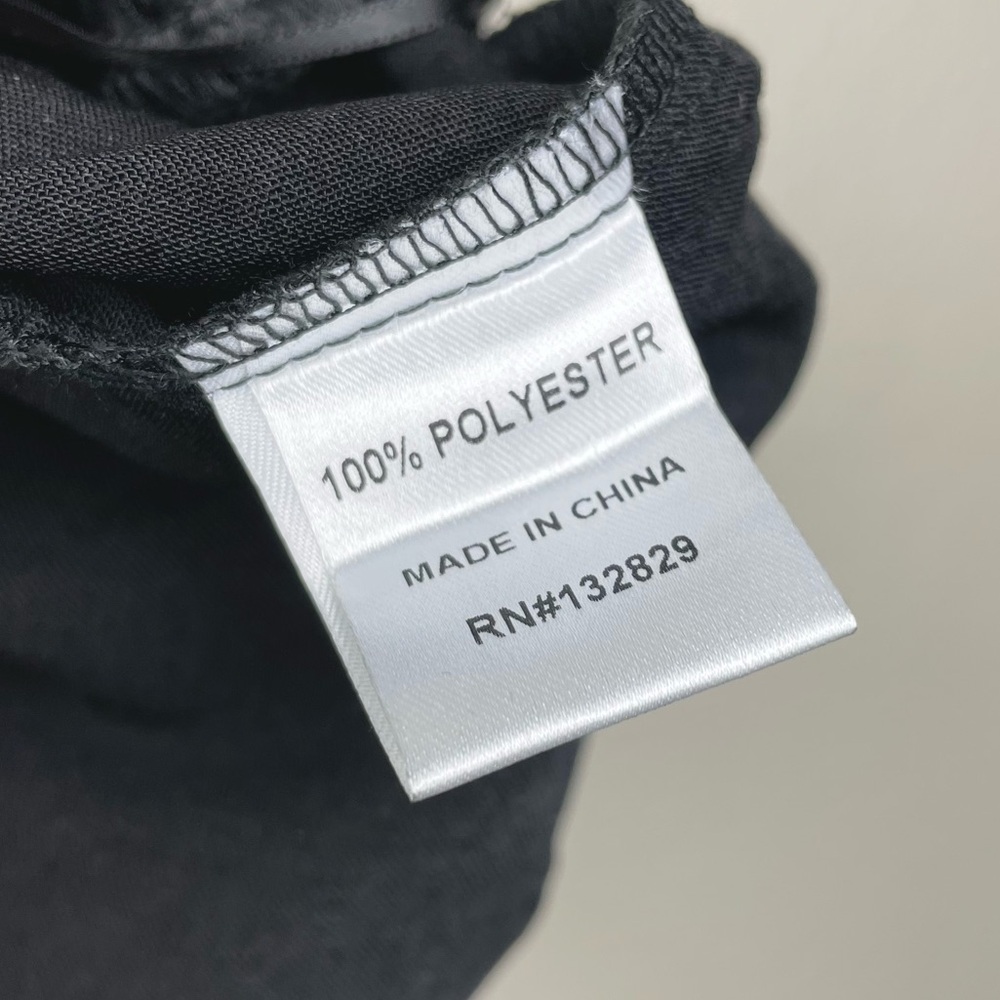 100% POLYESTER
MADE IN CHINA
RN#132829